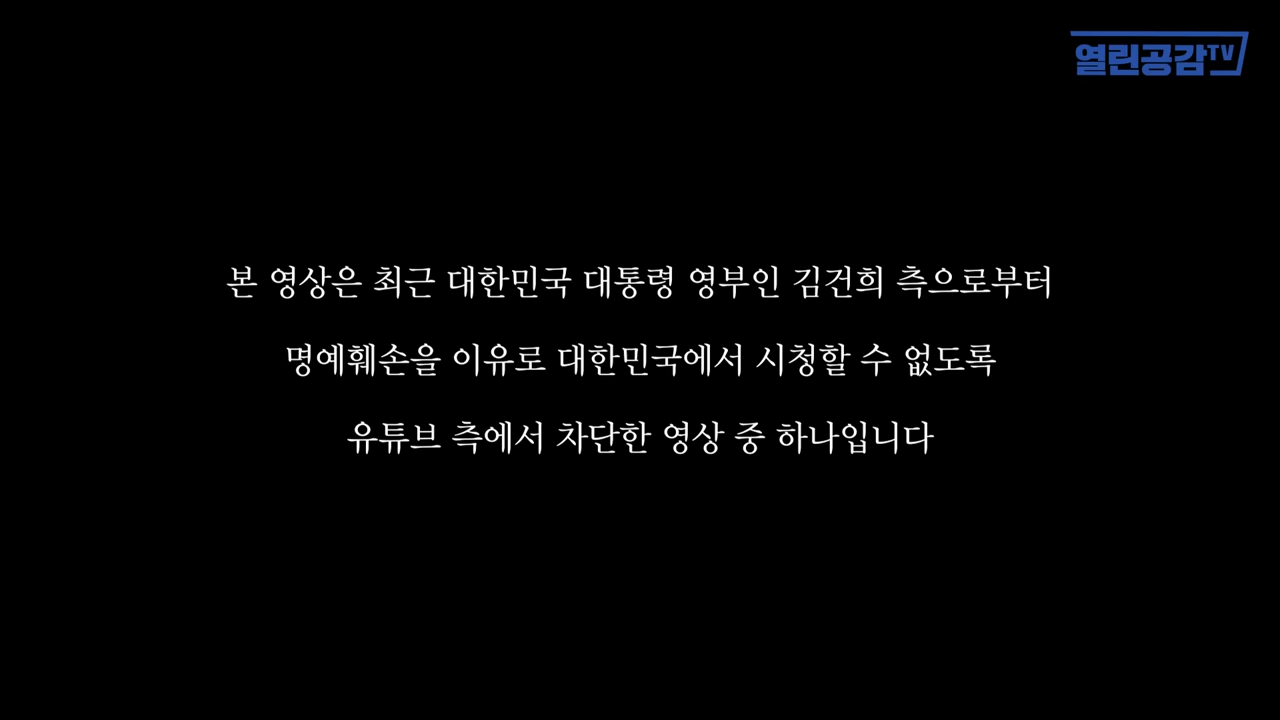 열린공감TV
본 영상은 최근 대한민국 대통령 영부인 김건희 측으로부터
명예훼손을 이유로 대한민국에서 시청할 수 없도록
유튜브 측에서 차단한 영상 중 하나입니다